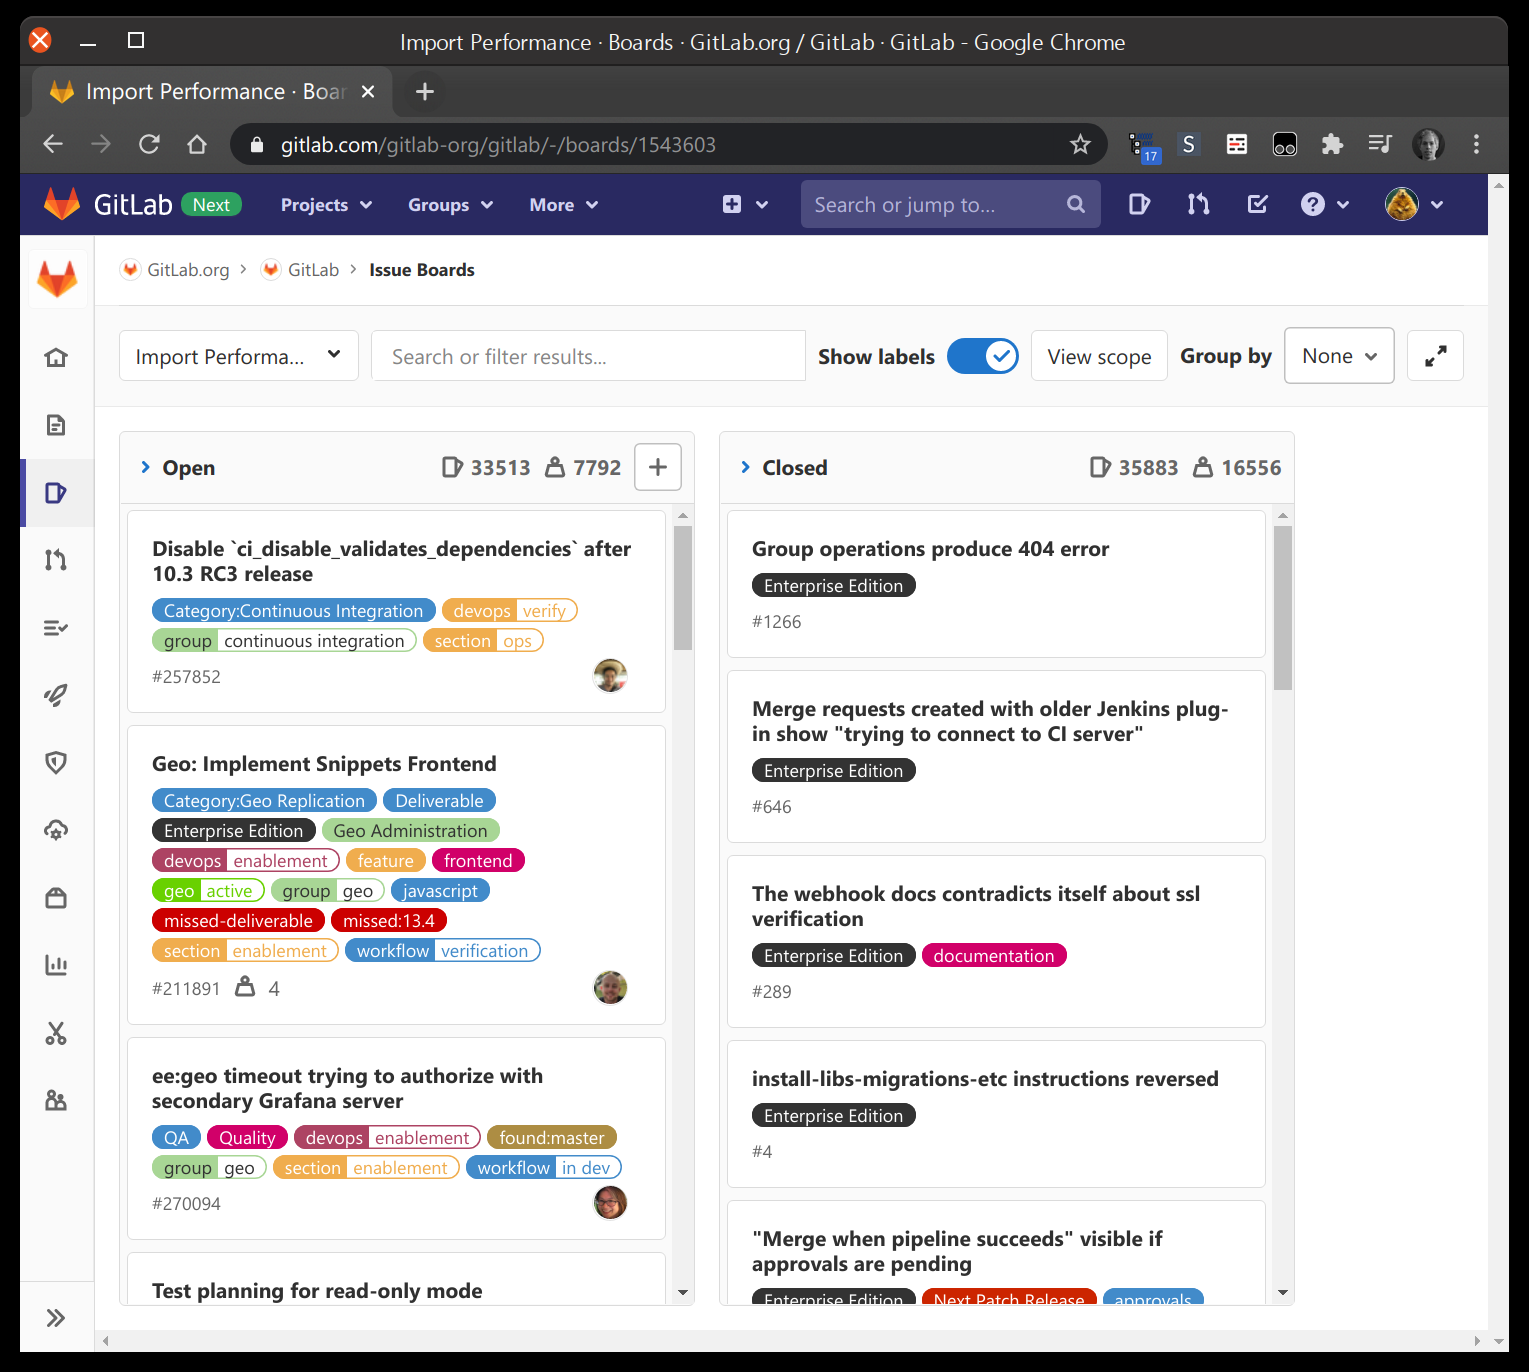 Import Performance · Boards · GitLab.org / GitLab · GitLab - Google Chrome
Import Performance · Boar
gitlab.com/gitlab-org/gitlab/-/boards/1543603
17
S
GitLab Next Projects Groups More Search or jump to...
GitLab.org > GitLab > Issue Boards
Import Performa... Search or filter results... Show labels View scope Group by None
Open 33513 7792
Disable `ci_disable_validates_dependencies` after
10.3 RC3 release
Category:Continuous Integration devops verify
group continuous integration section ops
#257852
Geo: Implement Snippets Frontend
Category:Geo Replication Deliverable
Enterprise Edition Geo Administration
devops enablement feature frontend
geo active group geo javascript
missed-deliverable missed:13.4
section enablement workflow verification
#211891 4
ee:geo timeout trying to authorize with
secondary Grafana server
QA Quality devops enablement found:master
group geo section enablement workflow in dev
#270094
Test planning for read-only mode
Closed 35883 16556
Group operations produce 404 error
Enterprise Edition
#1266
Merge requests created with older Jenkins plug-
in show "trying to connect to CI server"
Enterprise Edition
#646
The webhook docs contradicts itself about ssl
verification
Enterprise Edition documentation
#289
install-libs-migrations-etc instructions reversed
Enterprise Edition
#4
"Merge when pipeline succeeds" visible if
approvals are pending
Enterprise Edition Next Patch Release approvals